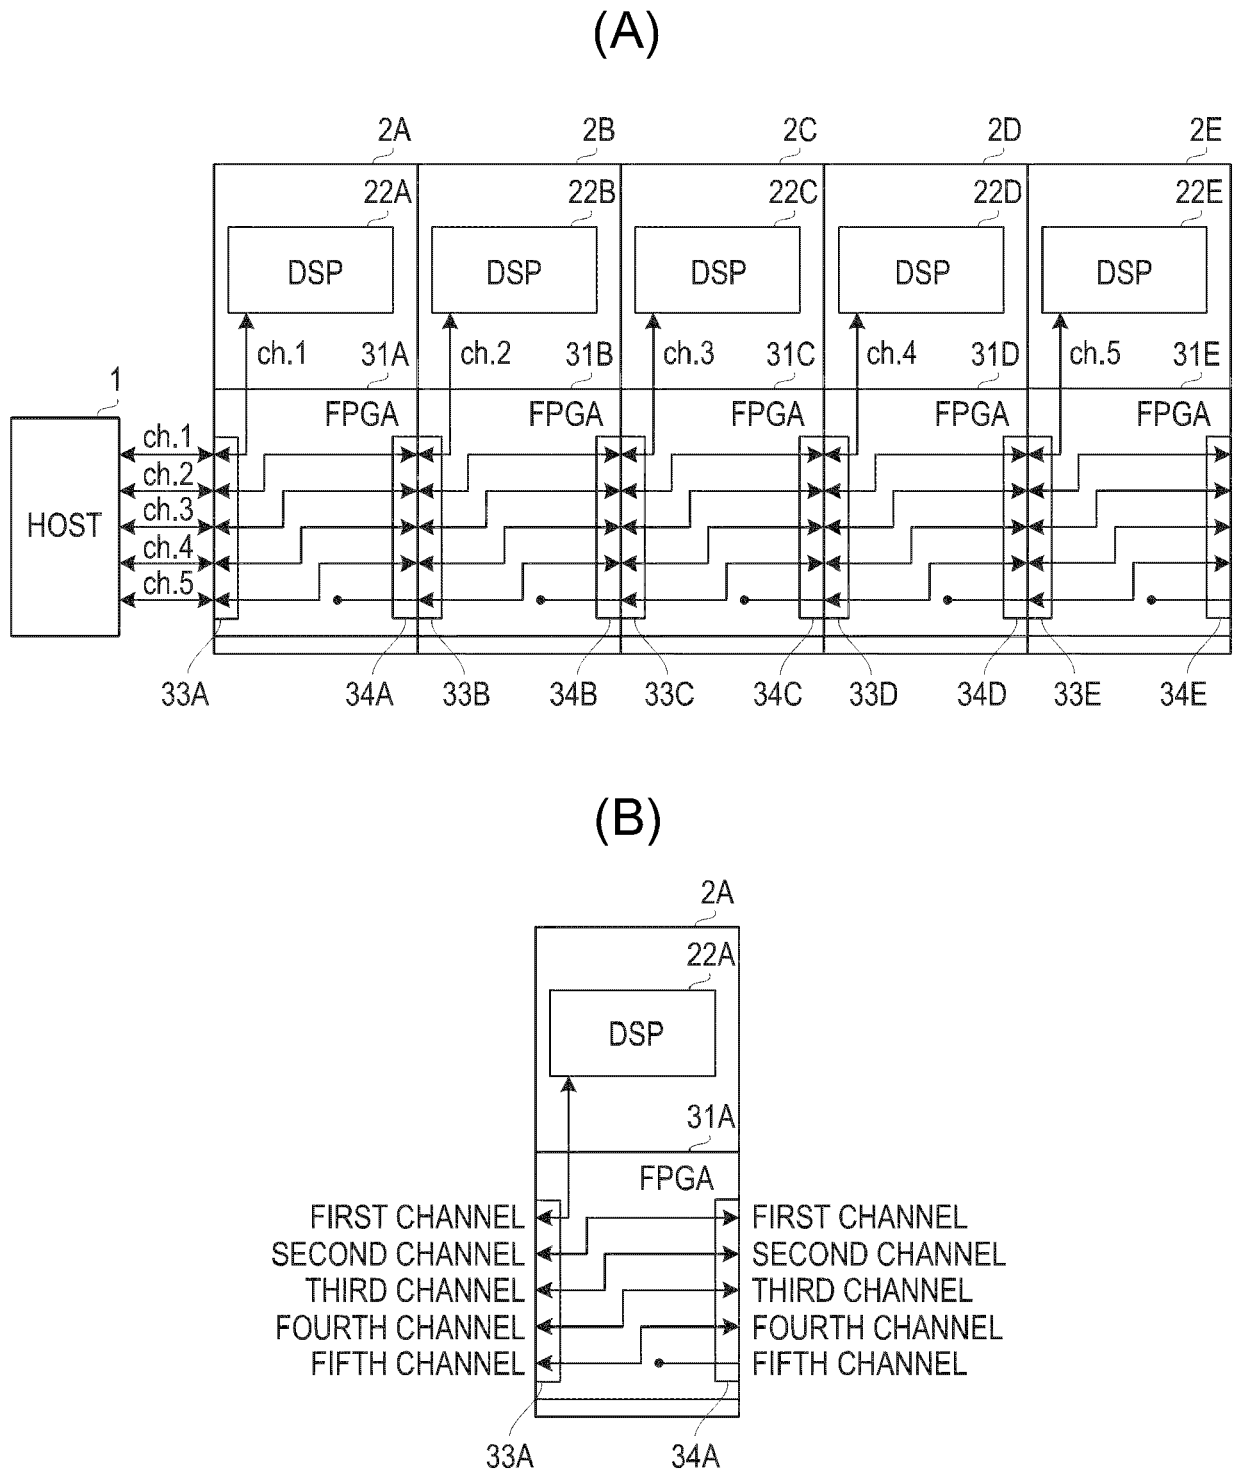 (A)
2A 2B 2C 2D 2E
22A 22B 22C 22D 22E
DSP DSP DSP DSP DSP
ch.1 31A ch.2 31B ch.3 31C ch.4 31D ch.5 31E
1
FPGA FPGA FPGA FPGA FPGA
HOST
ch.1
ch.2
ch.3
ch.4
ch.5
33A 34A 33B 34B 33C 34C 33D 34D 33E 34E
(B)
2A
22A
DSP
31A
FPGA
FIRST CHANNEL FIRST CHANNEL
SECOND CHANNEL SECOND CHANNEL
THIRD CHANNEL THIRD CHANNEL
FOURTH CHANNEL FOURTH CHANNEL
FIFTH CHANNEL FIFTH CHANNEL
33A 34A